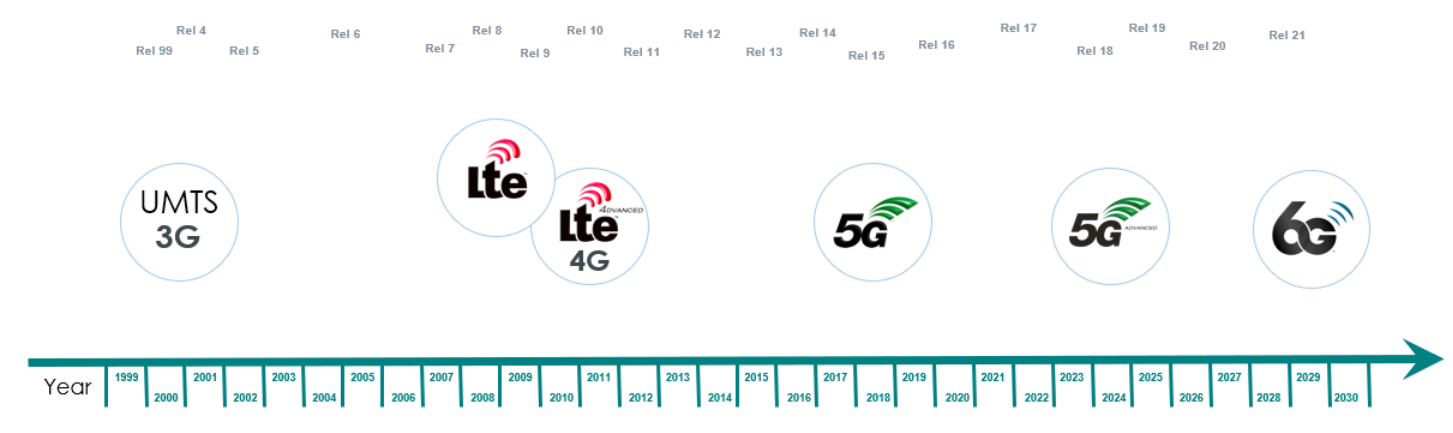 Rel 99
Rel 4
Rel 5
Rel 6
Rel 7
Rel 8
Rel 9
Rel 10
Rel 11
Rel 12
Rel 13
Rel 14
Rel 15
Rel 16
Rel 17
Rel 18
Rel 19
Rel 20
Rel 21
UMTS
3G
Lte
4DVANCED
Lte
4G
5G
5G
ADVANCED
6G
Year
1999
2000
2001
2002
2003
2004
2005
2006
2007
2008
2009
2010
2011
2012
2013
2014
2015
2016
2017
2018
2019
2020
2021
2022
2023
2024
2025
2026
2027
2028
2029
2030